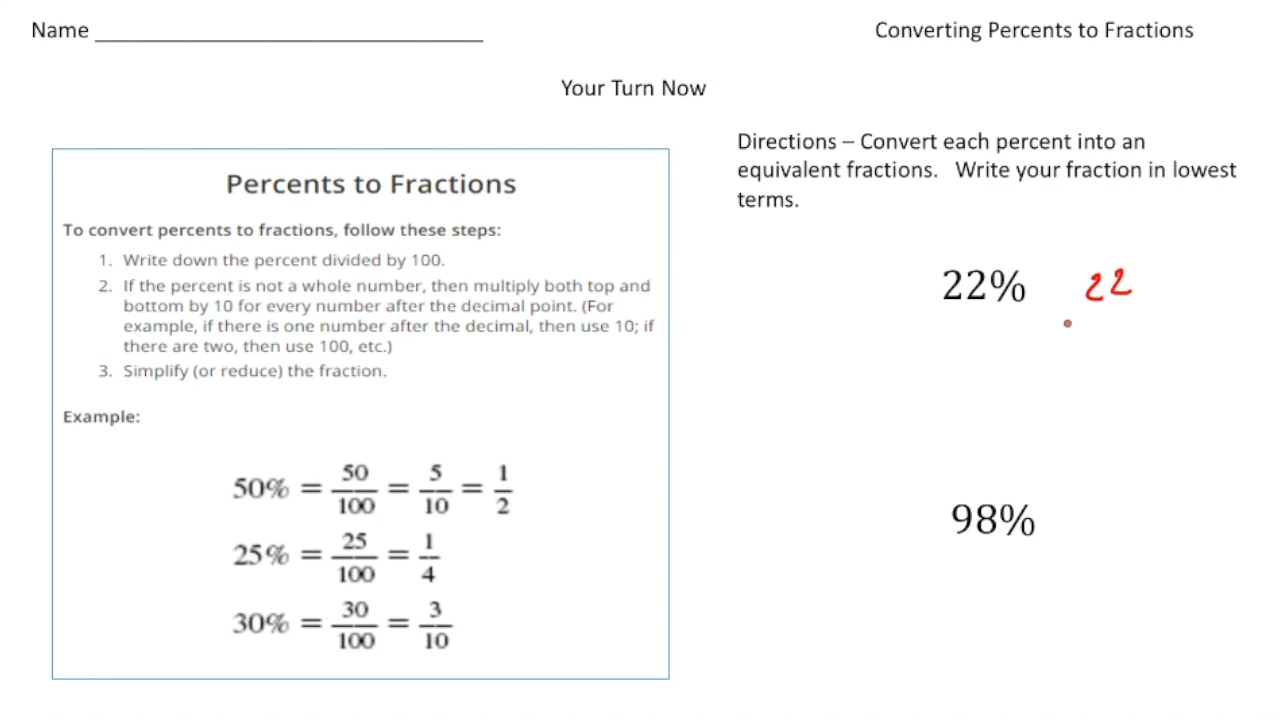 Name ________________________________ Converting Percents to Fractions
Your Turn Now
Percents to Fractions
To convert percents to fractions, follow these steps:
1. Write down the percent divided by 100.
2. If the percent is not a whole number, then multiply both top and
bottom by 10 for every number after the decimal point. (For
example, if there is one number after the decimal, then use 10; if
there are two, then use 100, etc.)
3. Simplify (or reduce) the fraction.
Example:
50% = 50/100 = 5/10 = 1/2
25% = 25/100 = 1/4
30% = 30/100 = 3/10
Directions – Convert each percent into an
equivalent fractions. Write your fraction in lowest
terms.
22% 22
98%